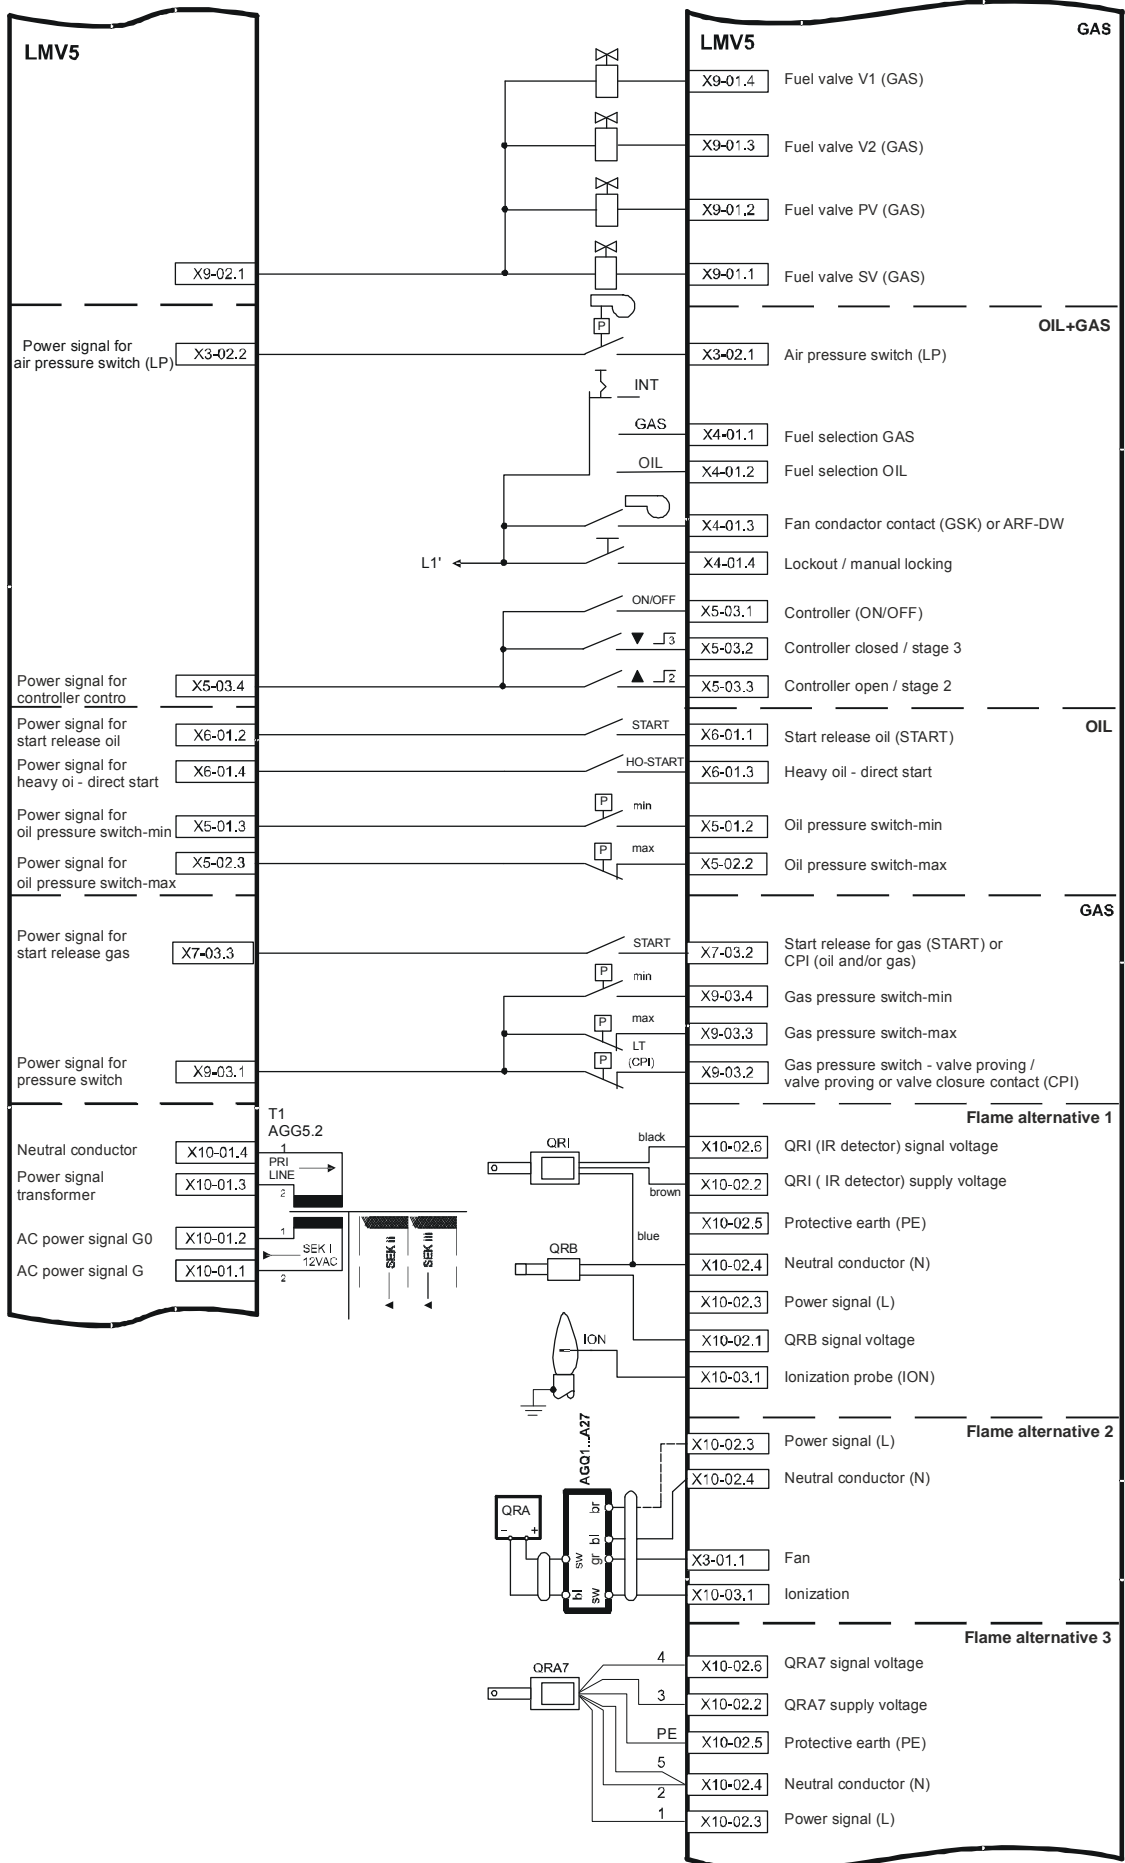 LMV5
LMV5
GAS
X9-01.4 Fuel valve V1 (GAS)
X9-01.3 Fuel valve V2 (GAS)
X9-01.2 Fuel valve PV (GAS)
X9-02.1
X9-01.1 Fuel valve SV (GAS)
OIL+GAS
Power signal for
air pressure switch (LP)
X3-02.2
P
X3-02.1 Air pressure switch (LP)
INT
GAS
X4-01.1 Fuel selection GAS
OIL
X4-01.2 Fuel selection OIL
X4-01.3 Fan condactor contact (GSK) or ARF-DW
L1'
X4-01.4 Lockout / manual locking
ON/OFF
X5-03.1 Controller (ON/OFF)
3
X5-03.2 Controller closed / stage 3
Power signal for
controller contro
X5-03.4
2
X5-03.3 Controller open / stage 2
OIL
Power signal for
start release oil
X6-01.2
START
X6-01.1 Start release oil (START)
Power signal for
heavy oi - direct start
X6-01.4
HO-START
X6-01.3 Heavy oil - direct start
Power signal for
oil pressure switch-min
X5-01.3
P min
X5-01.2 Oil pressure switch-min
Power signal for
oil pressure switch-max
X5-02.3
P max
X5-02.2 Oil pressure switch-max
GAS
Power signal for
start release gas
X7-03.3
START
X7-03.2 Start release for gas (START) or
CPI (oil and/or gas)
P min
X9-03.4 Gas pressure switch-min
P max
X9-03.3 Gas pressure switch-max
Power signal for
pressure switch
X9-03.1
LT
P (CPI)
X9-03.2 Gas pressure switch - valve proving /
valve proving or valve closure contact (CPI)
T1
AGG5.2
Flame alternative 1
Neutral conductor
X10-01.4
1
PRI
LINE
Power signal
transformer
X10-01.3
2
AC power signal G0
X10-01.2
1
SEK I
12VAC
AC power signal G
X10-01.1
2
SEK ii
SEK iii
QRI
black
X10-02.6 QRI (IR detector) signal voltage
brown
X10-02.2 QRI ( IR detector) supply voltage
X10-02.5 Protective earth (PE)
blue
QRB
X10-02.4 Neutral conductor (N)
X10-02.3 Power signal (L)
X10-02.1 QRB signal voltage
ION
X10-03.1 Ionization probe (ION)
Flame alternative 2
AGQ1...A27
X10-02.3 Power signal (L)
X10-02.4 Neutral conductor (N)
QRA
- +
br
bl
sw gr
bl sw
X3-01.1 Fan
X10-03.1 Ionization
Flame alternative 3
QRA7
4
X10-02.6 QRA7 signal voltage
3
X10-02.2 QRA7 supply voltage
PE
X10-02.5 Protective earth (PE)
5
2
X10-02.4 Neutral conductor (N)
1
X10-02.3 Power signal (L)